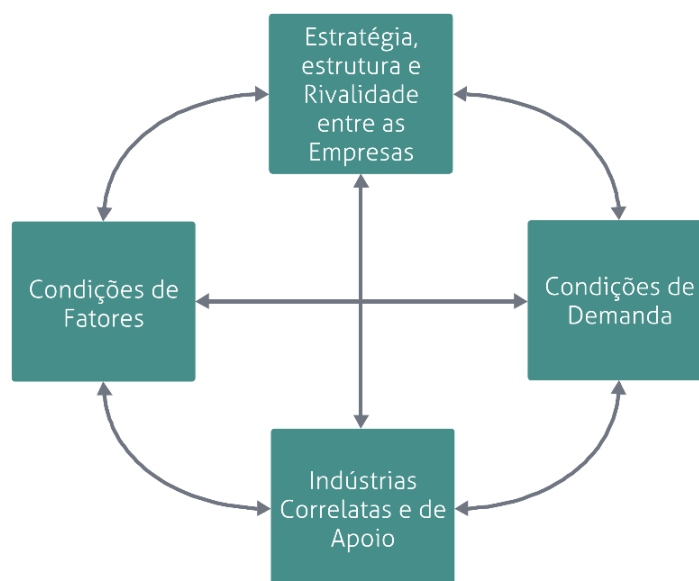 Estratégia,
estrutura e
Rivalidade
entre as
Empresas
Condições de
Fatores
Condições de
Demanda
Indústrias
Correlatas e de
Apoio